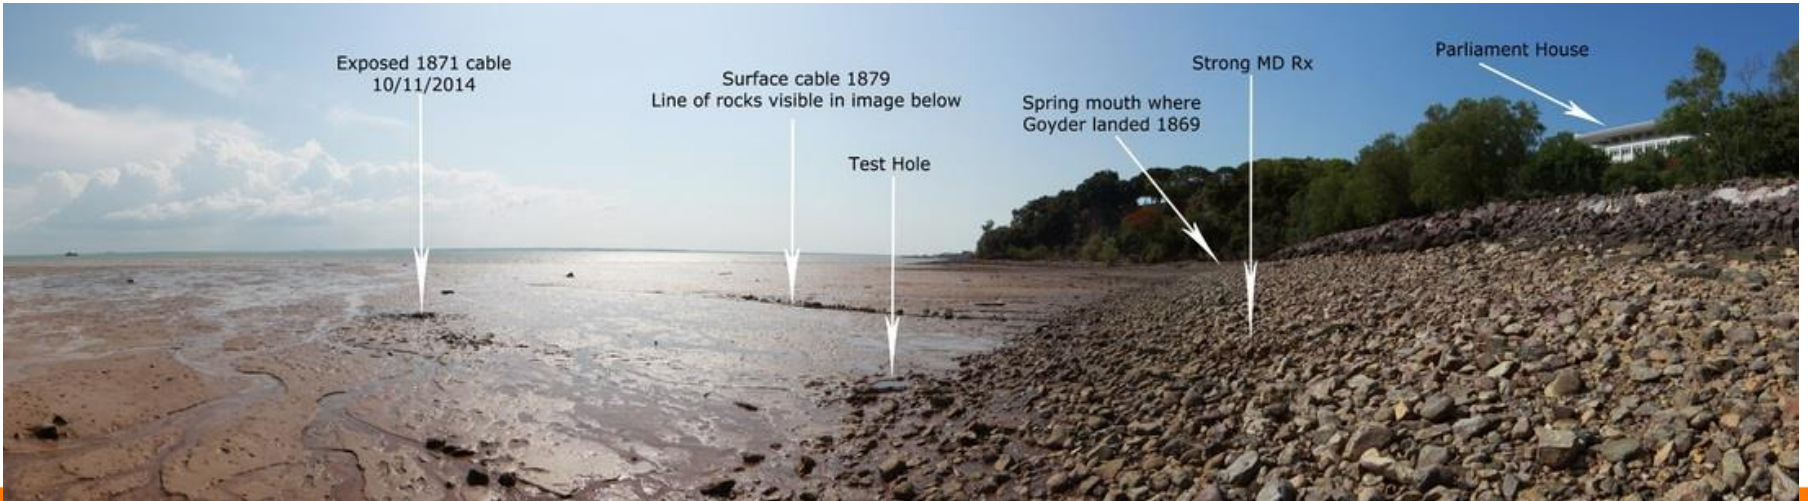 Exposed 1871 cable
10/11/2014
Surface cable 1879
Line of rocks visible in image below
Test Hole
Spring mouth where
Goyder landed 1869
Strong MD Rx
Parliament House